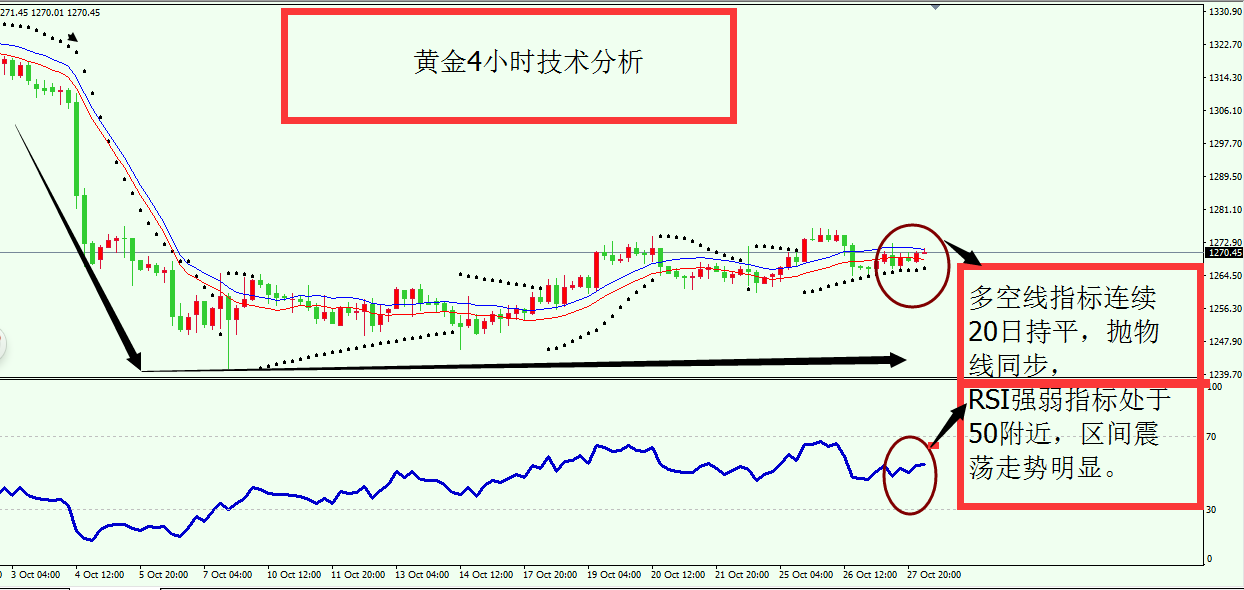 271.45 1270.01 1270.45
黄金4小时技术分析
1330.90
1322.70
1314.30
1306.10
1297.70
1289.50
1281.10
1272.90
1270.45
1264.50
1256.30
1247.90
1239.70
多空线指标连续
20日持平，抛物
线同步，
100
RSI强弱指标处于
50附近，区间震
荡走势明显。
70
30
0
3 Oct 04:00
4 Oct 12:00
5 Oct 20:00
7 Oct 04:00
10 Oct 12:00
11 Oct 20:00
13 Oct 04:00
14 Oct 12:00
17 Oct 20:00
19 Oct 04:00
20 Oct 12:00
21 Oct 20:00
25 Oct 04:00
26 Oct 12:00
27 Oct 20:00